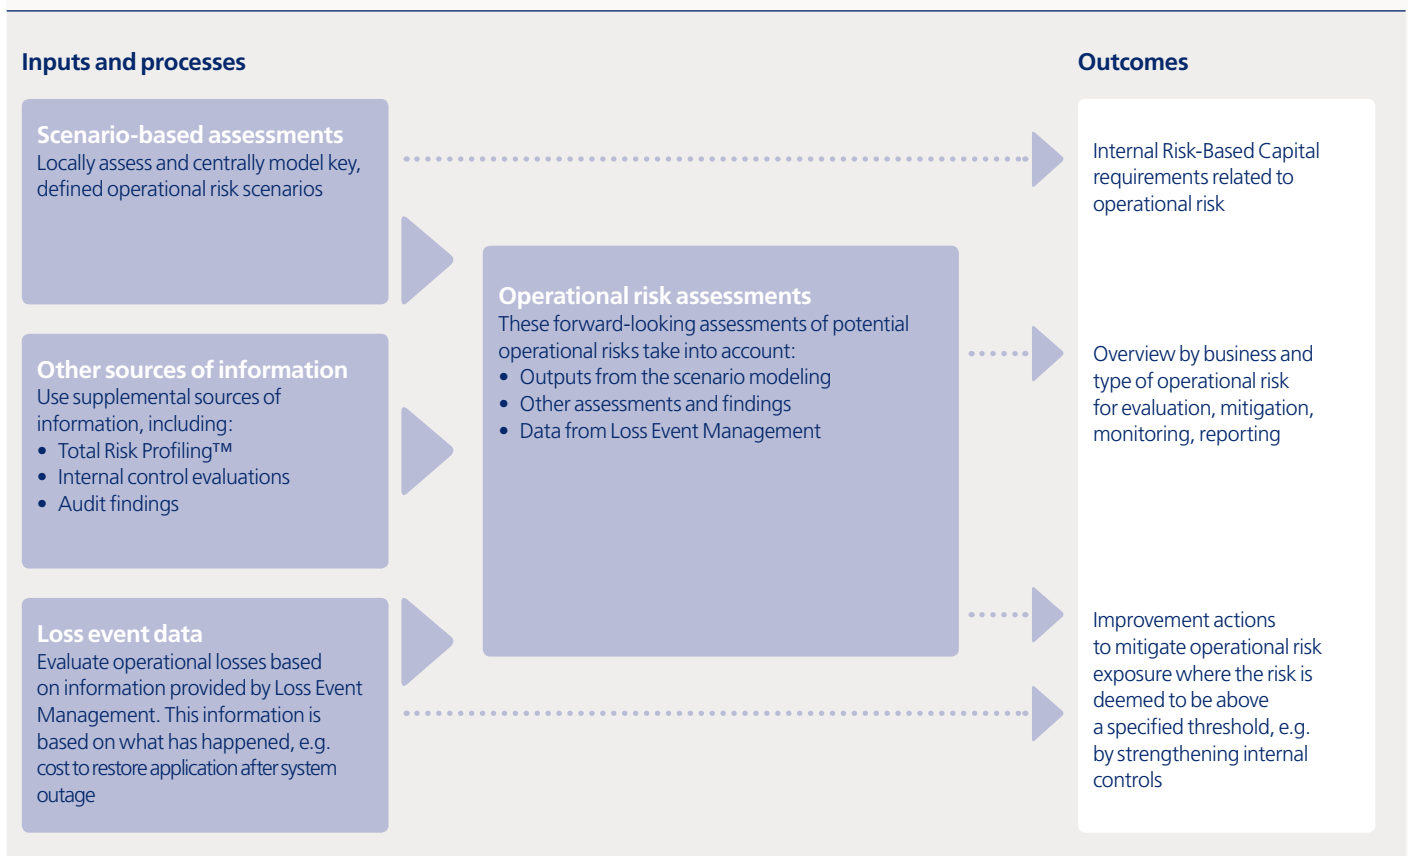 Inputs and processes
Scenario-based assessments
Locally assess and centrally model key,
defined operational risk scenarios
Other sources of information
Use supplemental sources of
information, including:
• Total Risk Profiling™
• Internal control evaluations
• Audit findings
Loss event data
Evaluate operational losses based
on information provided by Loss Event
Management. This information is
based on what has happened, e.g.
cost to restore application after system
outage
Operational risk assessments
These forward-looking assessments of potential
operational risks take into account:
• Outputs from the scenario modeling
• Other assessments and findings
• Data from Loss Event Management
Outcomes
Internal Risk-Based Capital
requirements related to
operational risk
Overview by business and
type of operational risk
for evaluation, mitigation,
monitoring, reporting
Improvement actions
to mitigate operational risk
exposure where the risk is
deemed to be above
a specified threshold, e.g.
by strengthening internal
controls